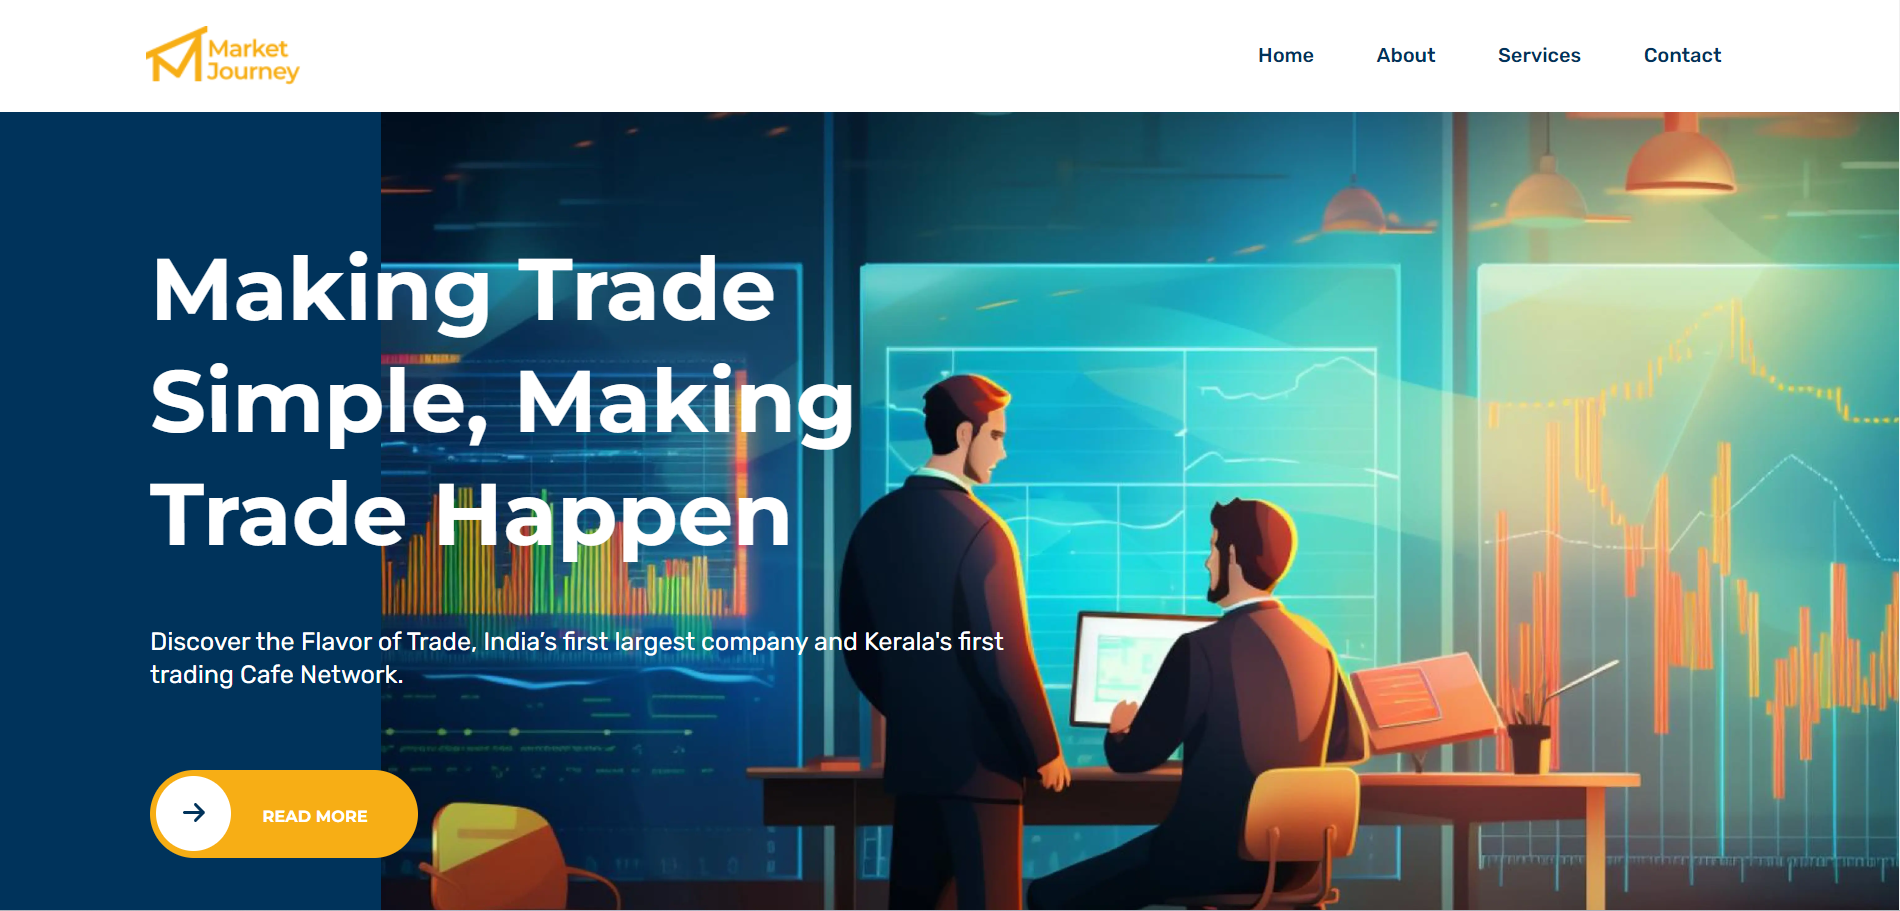 Market
Journey
Home
About
Services
Contact
Making Trade
Simple, Making
Trade Happen
Discover the Flavor of Trade, India’s first largest company and Kerala's first
trading Cafe Network.
READ MORE